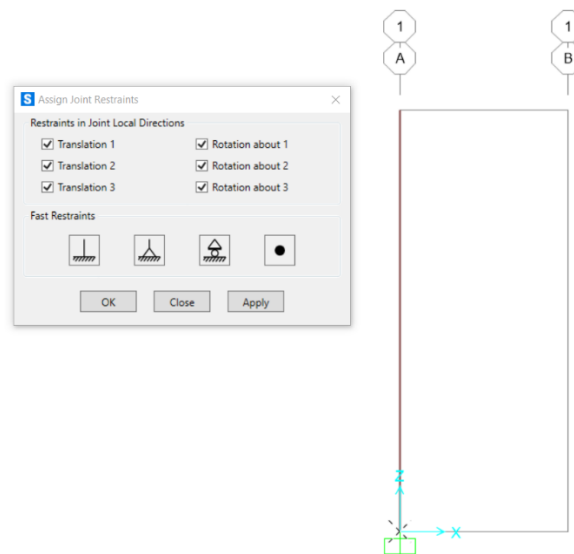 S Assign Joint Restraints
Restraints in Joint Local Directions
Translation 1 Rotation about 1
Translation 2 Rotation about 2
Translation 3 Rotation about 3
Fast Restraints
OK Close Apply
1 1
A B
Z
X